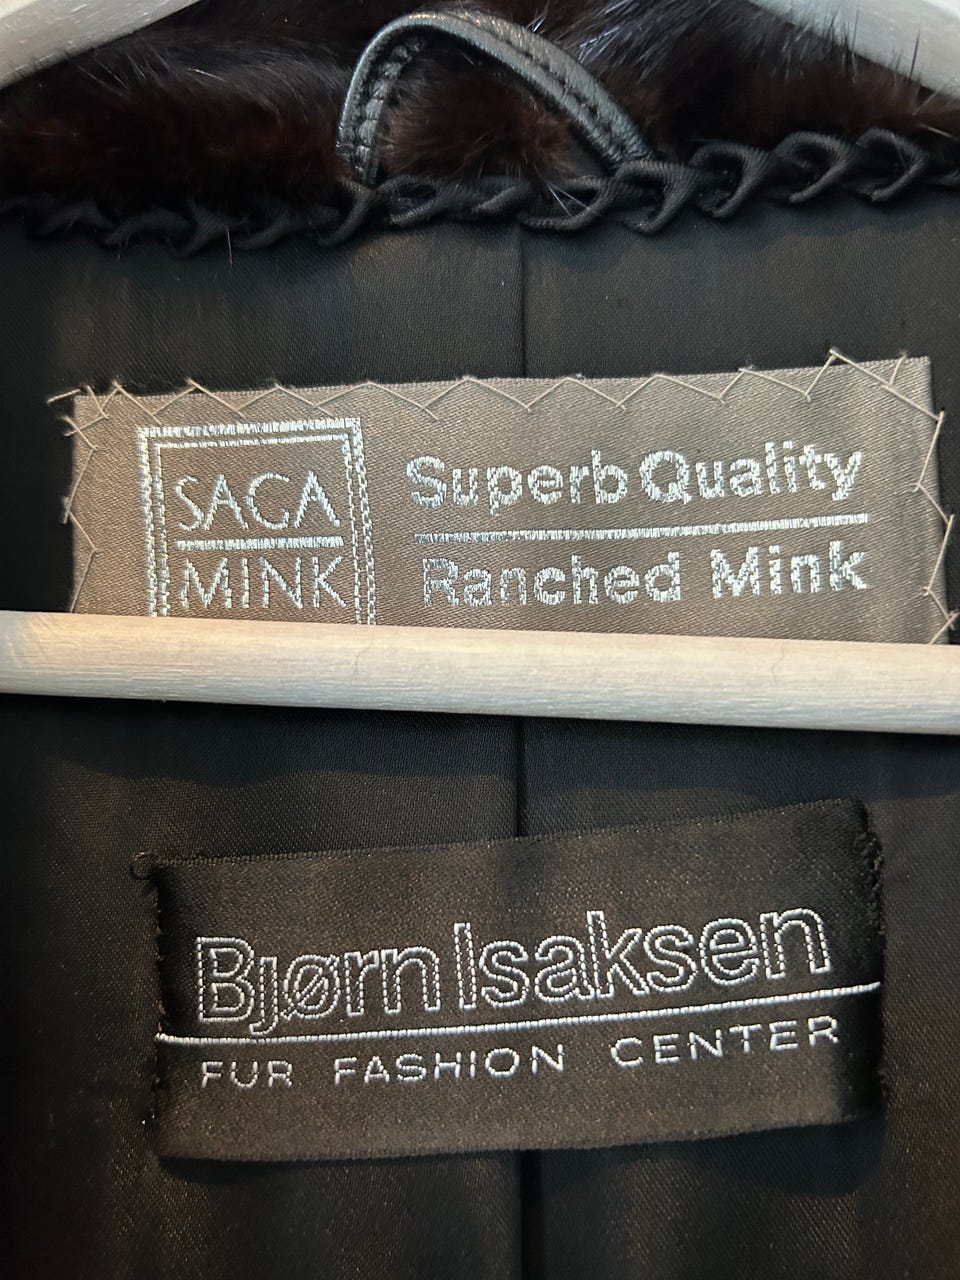 SAGA
MINK
Superb Quality
Ranched Mink
Bjørn Isaksen
FUR FASHION CENTER